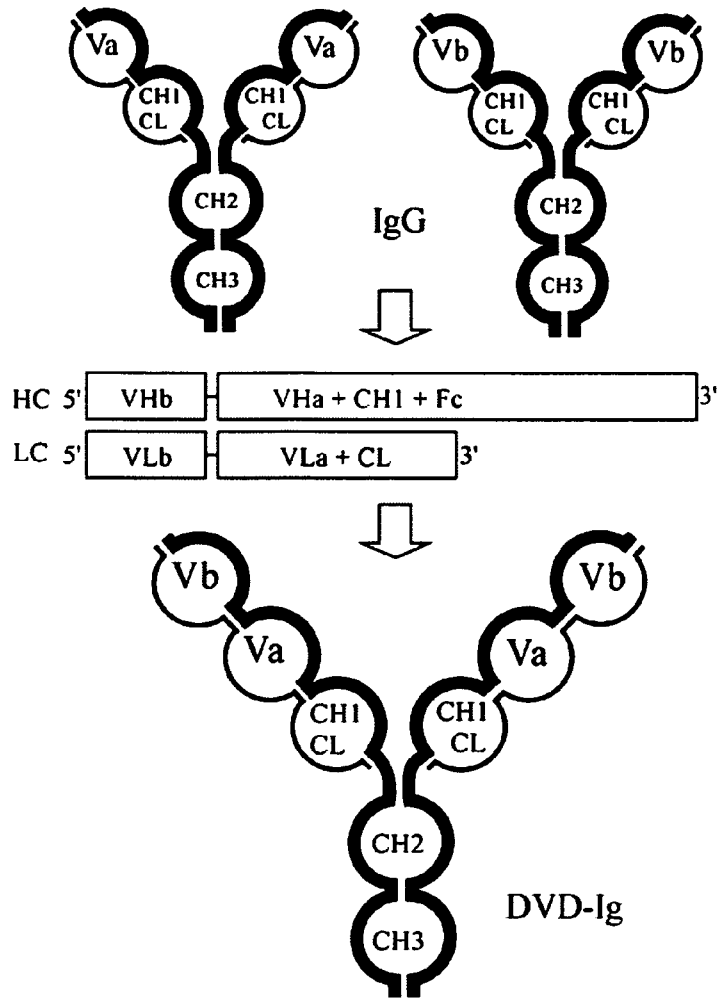 Va Va Vb Vb
CH1 CH1 CH1 CH1
CL CL CL CL
CH2 CH2
IgG
CH3 CH3
HC 5' VHb VHa + CH1 + Fc 3'
LC 5' VLb VLa + CL 3'
Vb Vb
Va Va
CH1 CH1
CL CL
CH2
DVD-Ig
CH3